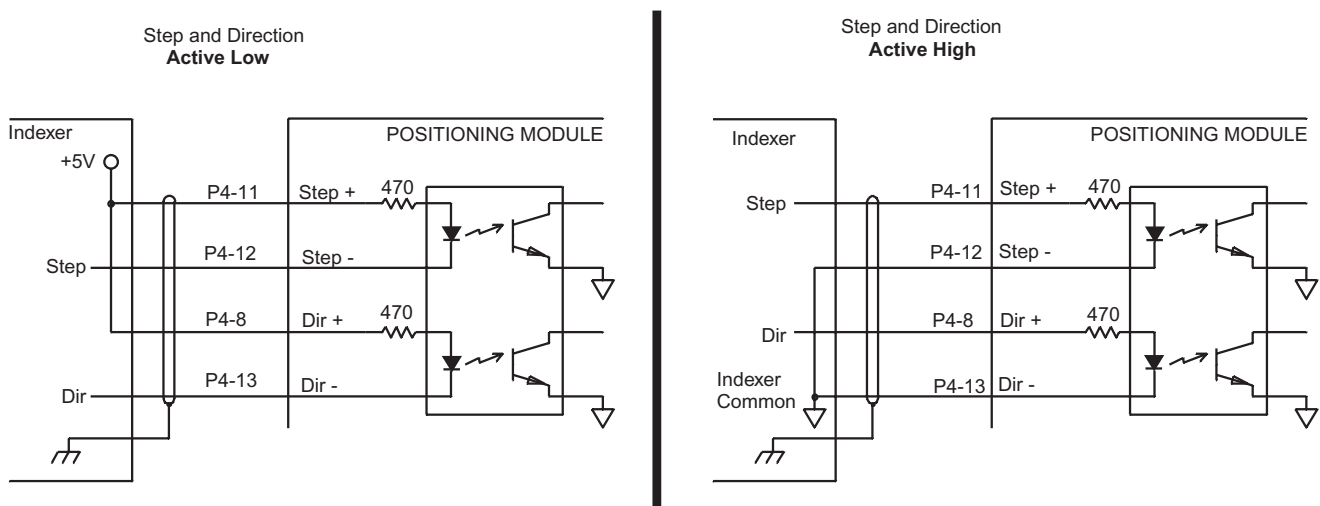 Step and Direction
Active Low
Indexer
POSITIONING MODULE
+5V
P4-11
Step +
470
Step
P4-12
Step -
P4-8
Dir +
470
Dir
P4-13
Dir -
Step and Direction
Active High
Indexer
POSITIONING MODULE
Step
P4-11
Step +
470
P4-12
Step -
Dir
P4-8
Dir +
470
Indexer
Common
P4-13
Dir -